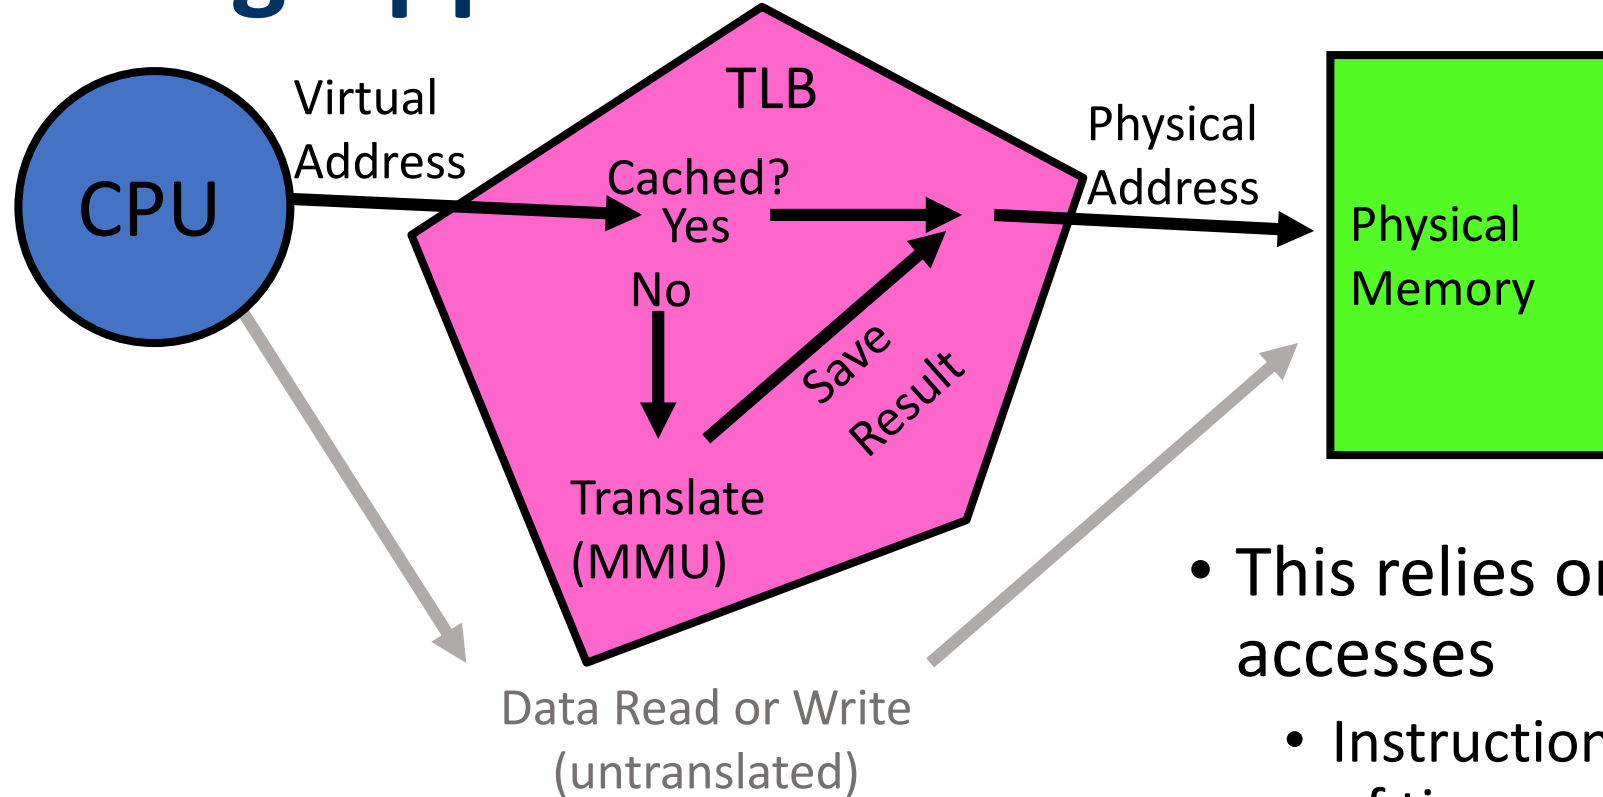 CPU
Virtual
Address
TLB
Cached?
Yes
No
Save
Result
Translate
(MMU)
Physical
Address
Physical
Memory
Data Read or Write
(untranslated)
• This relies
accesses
• Instruction